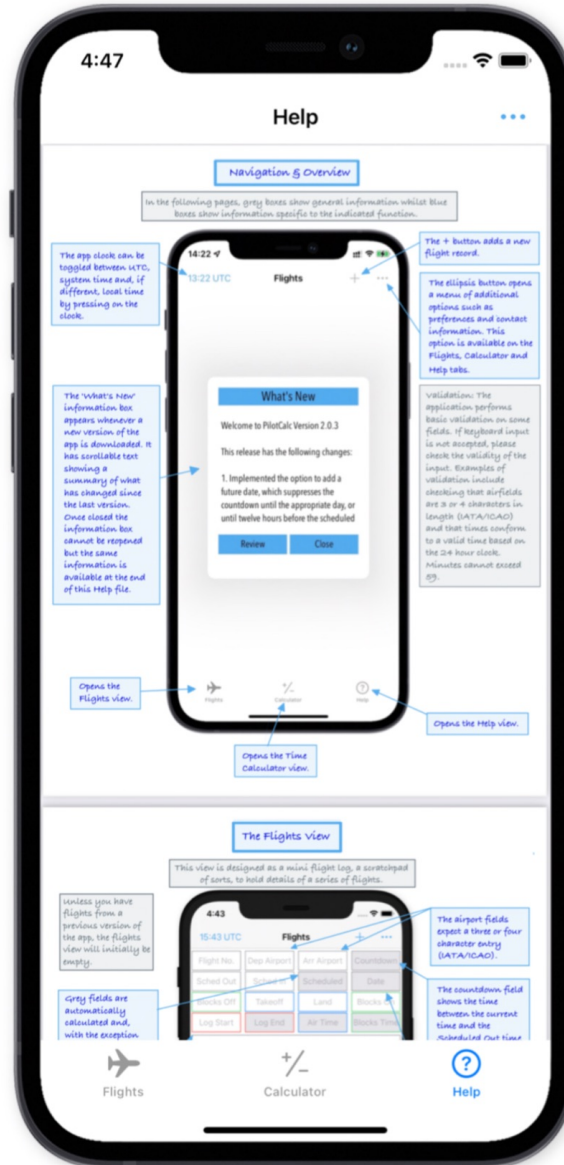 4:47
Help
Navigation & Overview
In the following pages, grey boxes show general information whilst blue
boxes show information specific to the indicated function.
The app clock can be
toggled between UTC,
system time and, if
different, local time
by pressing on the
clock.
14:22
13:22 UTC
Flights
The + button adds a new
flight record.
The ellipsis button opens
a menu of additional
options such as
preferences and contact
information. This
option is available on the
Flights, Calculator and
Help tabs.
The 'What's New'
information box
appears whenever a
new version of the
app is downloaded. It
has scrollable text
showing a
summary of what
has changed since
the last version.
Once closed the
information box
cannot be reopened
but the same
information is
available at the end
of this Help file.
What's New
Welcome to PilotCalc Version 2.0.3
This release has the following changes:
1. Implemented the option to add a
future date, which suppresses the
countdown until the appropriate day, or
until twelve hours before the scheduled
Review
Close
Validation: The
application performs
basic validation on some
fields. If keyboard input
is not accepted, please
check the validity of the
input. Examples of
validation include
checking that airfields
are 3 or 4 characters in
length (IATA/ICAO)
and that times conform
to a valid time based on
the 24 hour clock.
Minutes cannot exceed
59.
Flights
Calculator
Help
Opens the
Flights view.
Opens the Time
Calculator view.
Opens the Help view.
The Flights View
This view is designed as a mini flight log, a scratchpad
of sorts, to hold details of a series of flights.
Unless you have
flights from a
previous version of
the app, the flights
view will initially be
empty.
Grey fields are
automatically
calculated and,
with the exception
4:43
15:43 UTC
Flights
Flight No.
Dep Airport
Arr Airport
Countdown
Sched Out
Sched In
Scheduled
Date
Blocks Off
Takeoff
Land
Blocks
Log Start
Log End
Air Time
Blocks Time
The airport fields
expect a three or four
character entry
(IATA/ICAO).
The countdown field
shows the time
between the current
time and the
Scheduled Out time
Flights
Calculator
Help